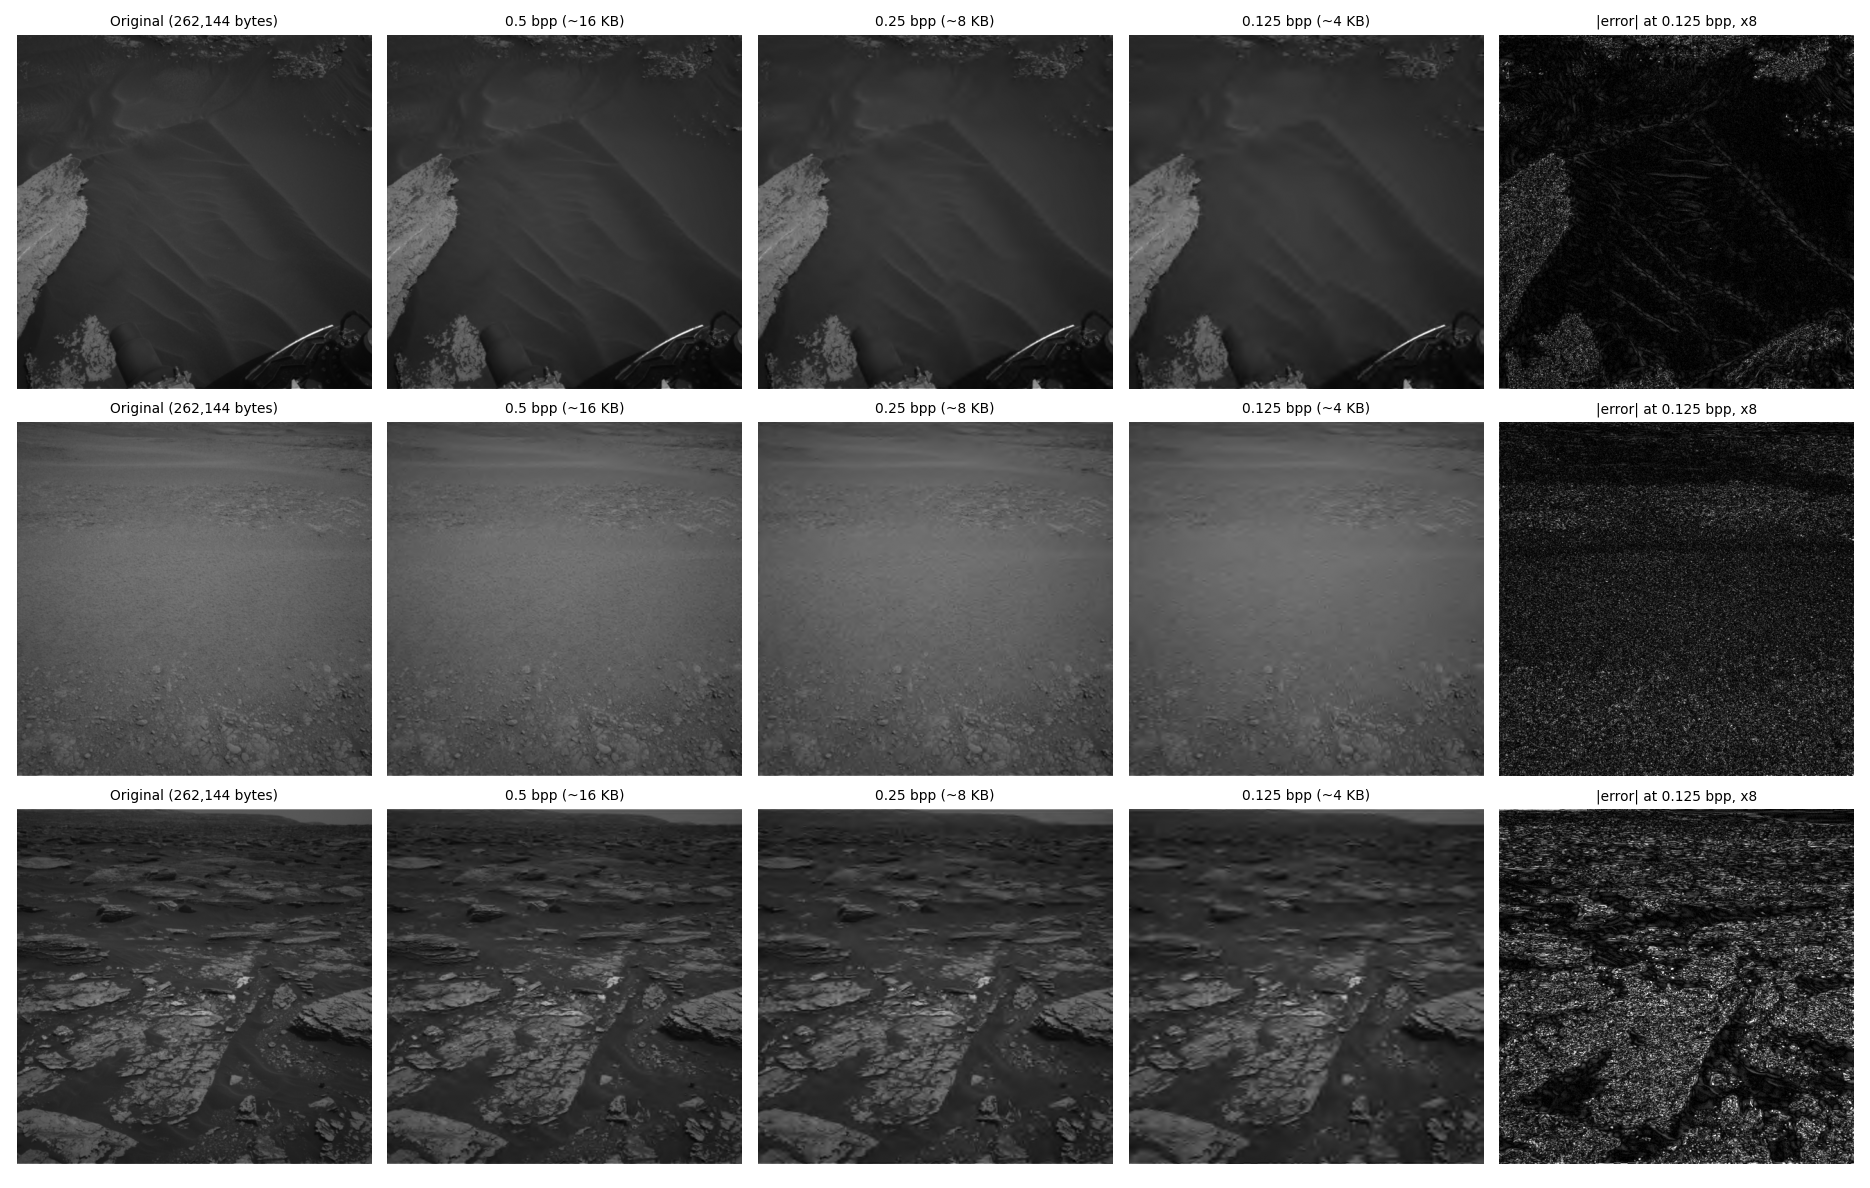 Original (262,144 bytes)
0.5 bpp (~16 KB)
0.25 bpp (~8 KB)
0.125 bpp (~4 KB)
|error| at 0.125 bpp, x8
Original (262,144 bytes)
0.5 bpp (~16 KB)
0.25 bpp (~8 KB)
0.125 bpp (~4 KB)
|error| at 0.125 bpp, x8
Original (262,144 bytes)
0.5 bpp (~16 KB)
0.25 bpp (~8 KB)
0.125 bpp (~4 KB)
|error| at 0.125 bpp, x8